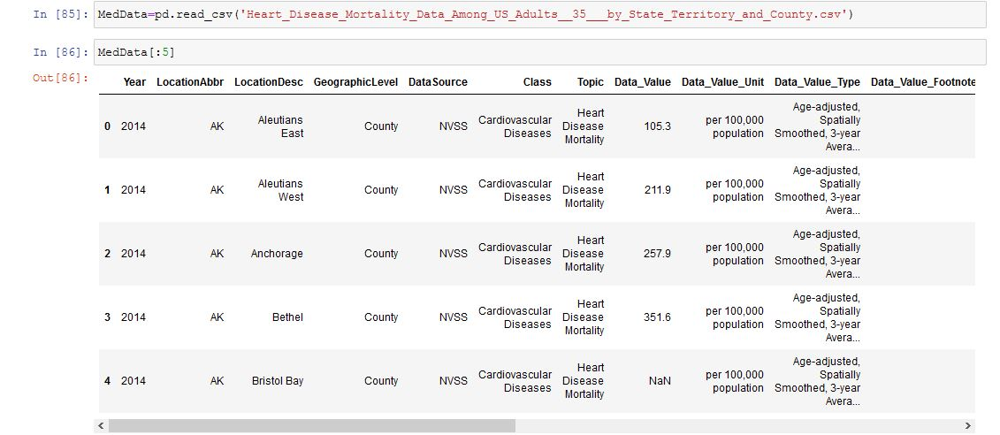 In [85]: MedData=pd.read_csv('Heart_Disease_Mortality_Data_Among_US_Adults__35___by_State_Territory_and_County.csv')
In [86]: MedData[:5]
Out[86]:
Year LocationAbbr LocationDesc GeographicLevel DataSource Class Topic Data_Value Data_Value_Unit Data_Value_Type Data_Value_Footnote
0 2014 AK Aleutians East County NVSS Cardiovascular Diseases Heart Disease Mortality 105.3 per 100,000 population Age-adjusted, Spatially Smoothed, 3-year Avera...
1 2014 AK Aleutians West County NVSS Cardiovascular Diseases Heart Disease Mortality 211.9 per 100,000 population Age-adjusted, Spatially Smoothed, 3-year Avera...
2 2014 AK Anchorage County NVSS Cardiovascular Diseases Heart Disease Mortality 257.9 per 100,000 population Age-adjusted, Spatially Smoothed, 3-year Avera...
3 2014 AK Bethel County NVSS Cardiovascular Diseases Heart Disease Mortality 351.6 per 100,000 population Age-adjusted, Spatially Smoothed, 3-year Avera...
4 2014 AK Bristol Bay County NVSS Cardiovascular Diseases Heart Disease Mortality NaN per 100,000 population Age-adjusted, Spatially Smoothed, 3-year Avera...